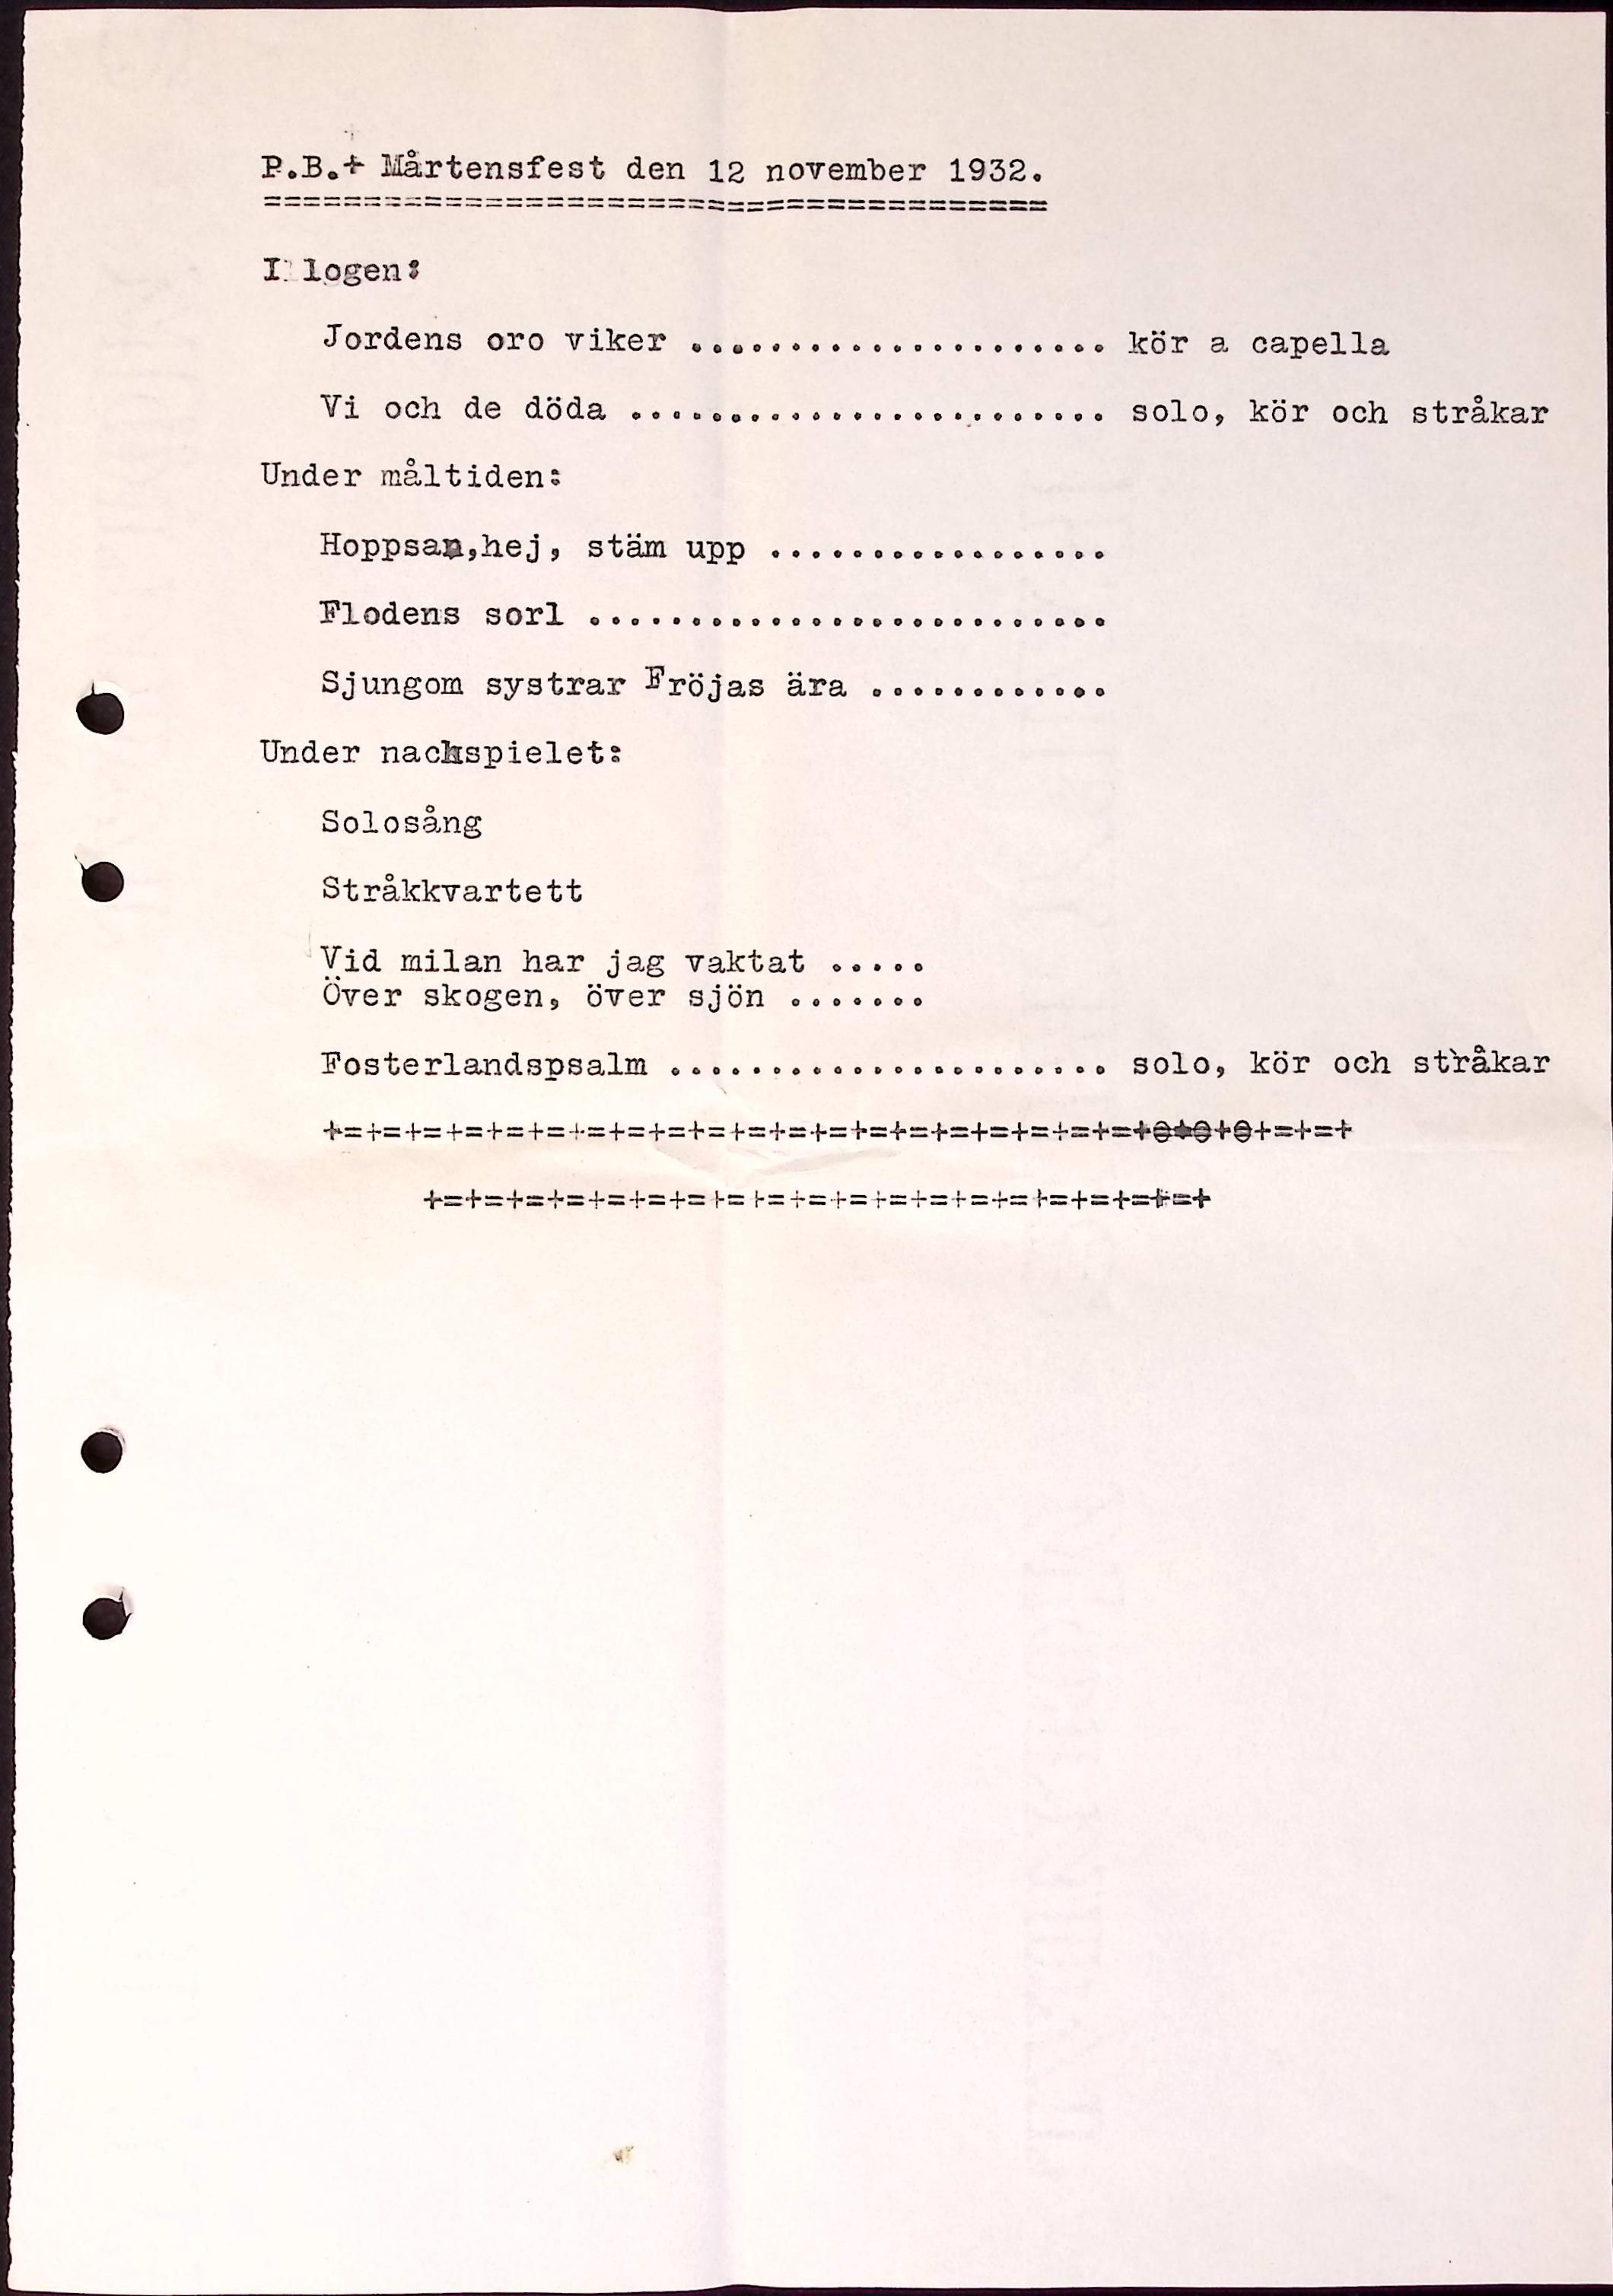 P.B.+ Mårtensfest den 12 november 1932.
=======================================
I logen:
Jordens oro viker ..................... kör a capella
Vi och de döda ........................ solo, kör och stråkar
Under måltiden:
Hoppsan,hej, stäm upp .................
Flodens sorl ..........................
Sjungom systrar Fröjas ära ............
Under nachspielet:
Solosång
Stråkkvartett
Vid milan har jag vaktat .....
Över skogen, över sjön .......
Fosterlandspsalm ...................... solo, kör och stråkar
+=+=+=+=+=+=+=+=+=+=+=+=+=+=+=+=+=+=+=+=+=+=+=+=+=+
+=+=+=+=+=+=+=+=+=+=+=+=+=+=+=+=+=+=+=+